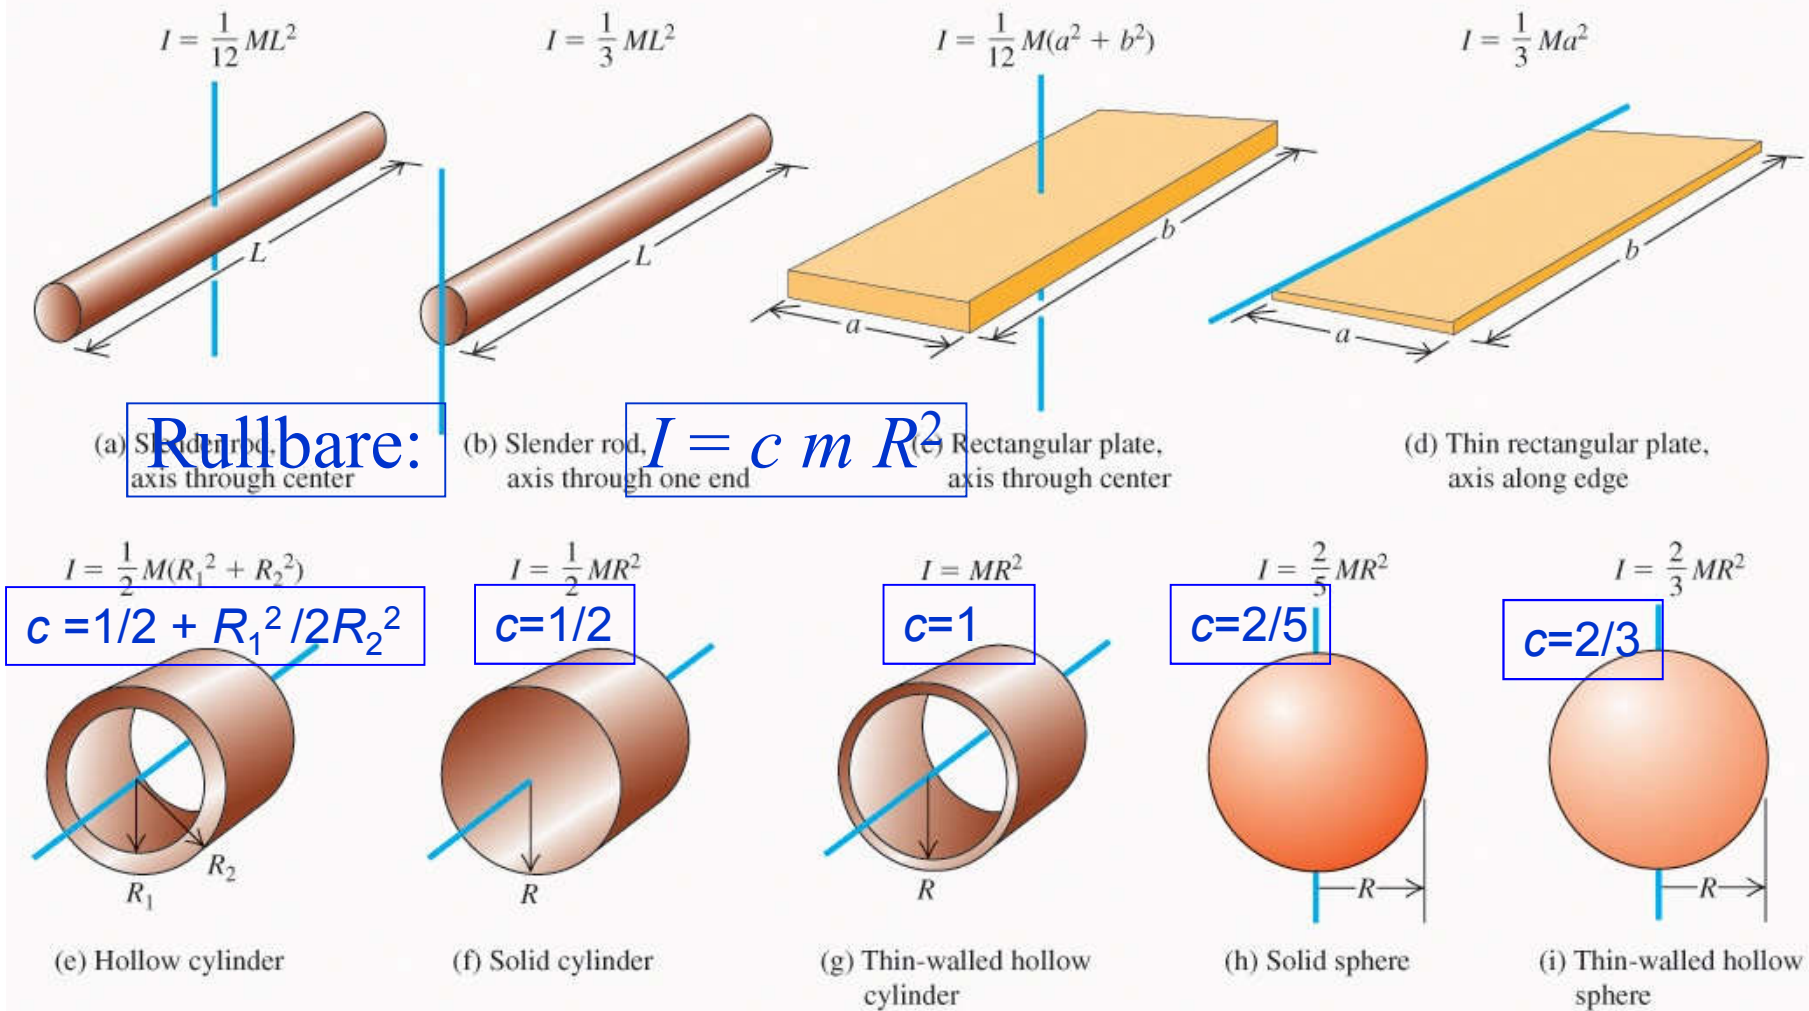 I = 1/12 ML²
I = 1/3 ML²
I = 1/12 M(a² + b²)
I = 1/3 Ma²
L
L
a
b
a
b
(a) Slender rod,
axis through center
Rullbare:
(b) Slender rod,
axis through one end
I = c m R²
(c) Rectangular plate,
axis through center
(d) Thin rectangular plate,
axis along edge
I = 1/2 M(R₁² + R₂²)
c =1/2 + R₁²/2R₂²
I = 1/2 MR²
c=1/2
I = MR²
c=1
I = 2/5 MR²
c=2/5
I = 2/3 MR²
c=2/3
R₁
R₂
R
R
R
R
(e) Hollow cylinder
(f) Solid cylinder
(g) Thin-walled hollow
cylinder
(h) Solid sphere
(i) Thin-walled hollow
sphere